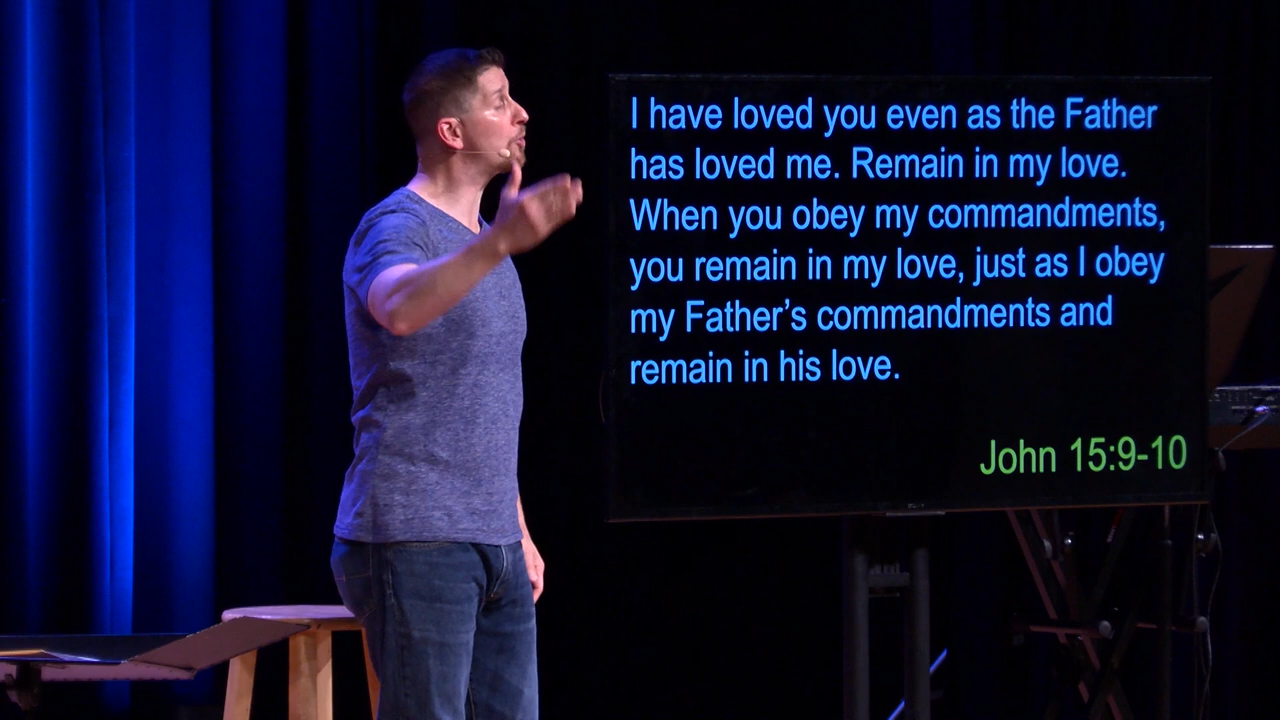 I have loved you even as the Father
has loved me. Remain in my love.
When you obey my commandments,
you remain in my love, just as I obey
my Father’s commandments and
remain in his love.
John 15:9-10